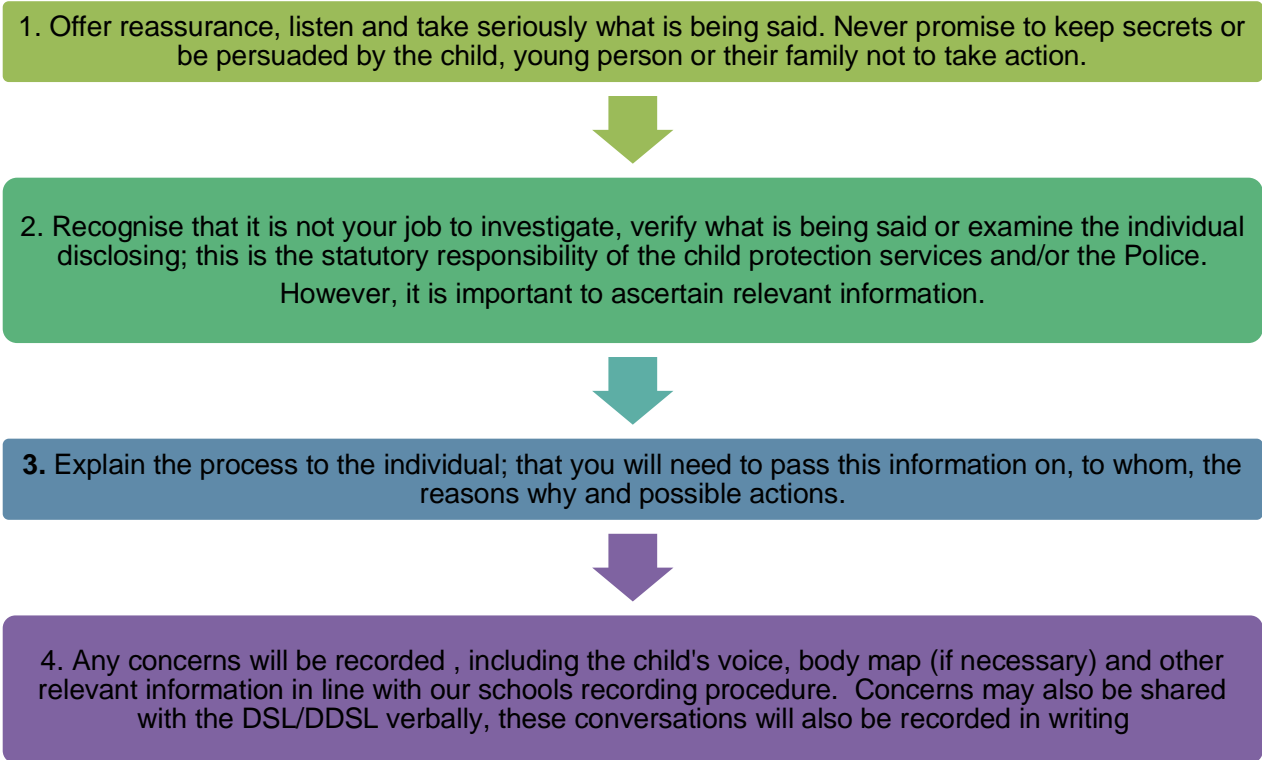 1. Offer reassurance, listen and take seriously what is being said. Never promise to keep secrets or
be persuaded by the child, young person or their family not to take action.
2. Recognise that it is not your job to investigate, verify what is being said or examine the individual
disclosing; this is the statutory responsibility of the child protection services and/or the Police.
However, it is important to ascertain relevant information.
3. Explain the process to the individual; that you will need to pass this information on, to whom, the
reasons why and possible actions.
4. Any concerns will be recorded , including the child's voice, body map (if necessary) and other
relevant information in line with our schools recording procedure.  Concerns may also be shared
with the DSL/DDSL verbally, these conversations will also be recorded in writing